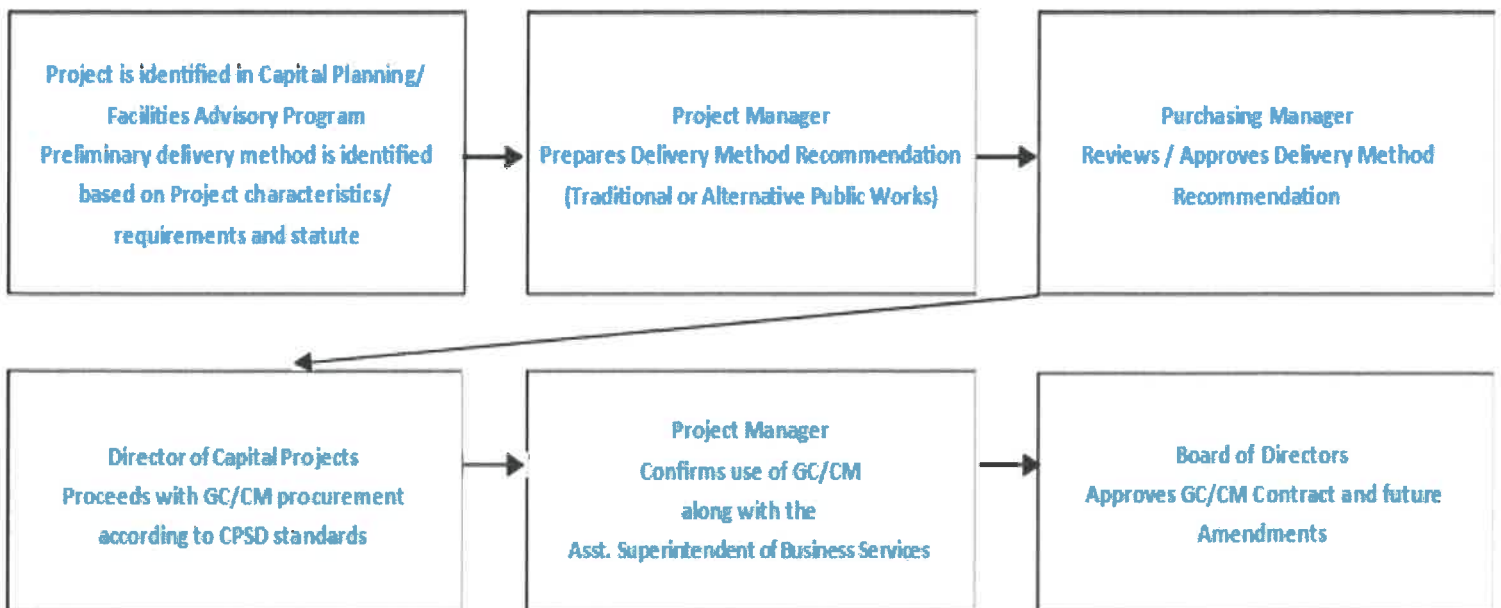 Project is identified in Capital Planning/
Facilities Advisory Program
Preliminary delivery method is identified
based on Project characteristics/
requirements and statute
Project Manager
Prepares Delivery Method Recommendation
(Traditional or Alternative Public Works)
Purchasing Manager
Reviews / Approves Delivery Method
Recommendation
Director of Capital Projects
Proceeds with GC/CM procurement
according to CPSD standards
Project Manager
Confirms use of GC/CM
along with the
Asst. Superintendent of Business Services
Board of Directors
Approves GC/CM Contract and future
Amendments